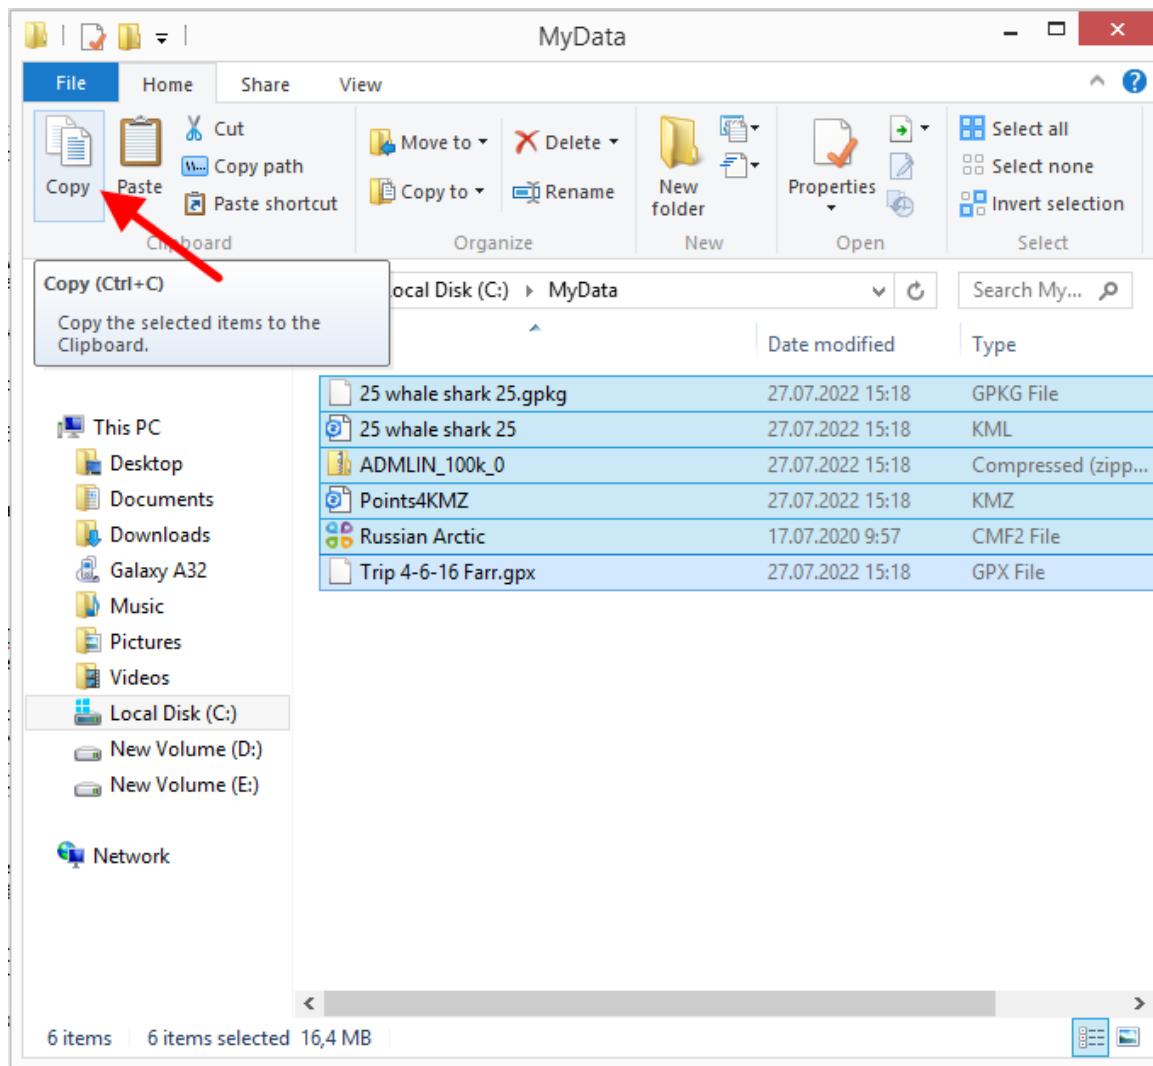 MyData
File Home Share View
Copy
Paste
Cut
Copy path
Paste shortcut
Clipboard
Move to
Copy to
Delete
Rename
Organize
New folder
New
Properties
Open
Select all
Select none
Invert selection
Select
Copy (Ctrl+C)
Copy the selected items to the
Clipboard.
ocal Disk (C:) MyData
Search My...
Date modified Type
25 whale shark 25.gpkg 27.07.2022 15:18 GPKG File
25 whale shark 25 27.07.2022 15:18 KML
ADMLIN_100k_0 27.07.2022 15:18 Compressed (zipp...
Points4KMZ 27.07.2022 15:18 KMZ
Russian Arctic 17.07.2020 9:57 CMF2 File
Trip 4-6-16 Farr.gpx 27.07.2022 15:18 GPX File
This PC
Desktop
Documents
Downloads
Galaxy A32
Music
Pictures
Videos
Local Disk (C:)
New Volume (D:)
New Volume (E:)
Network
6 items 6 items selected 16,4 MB